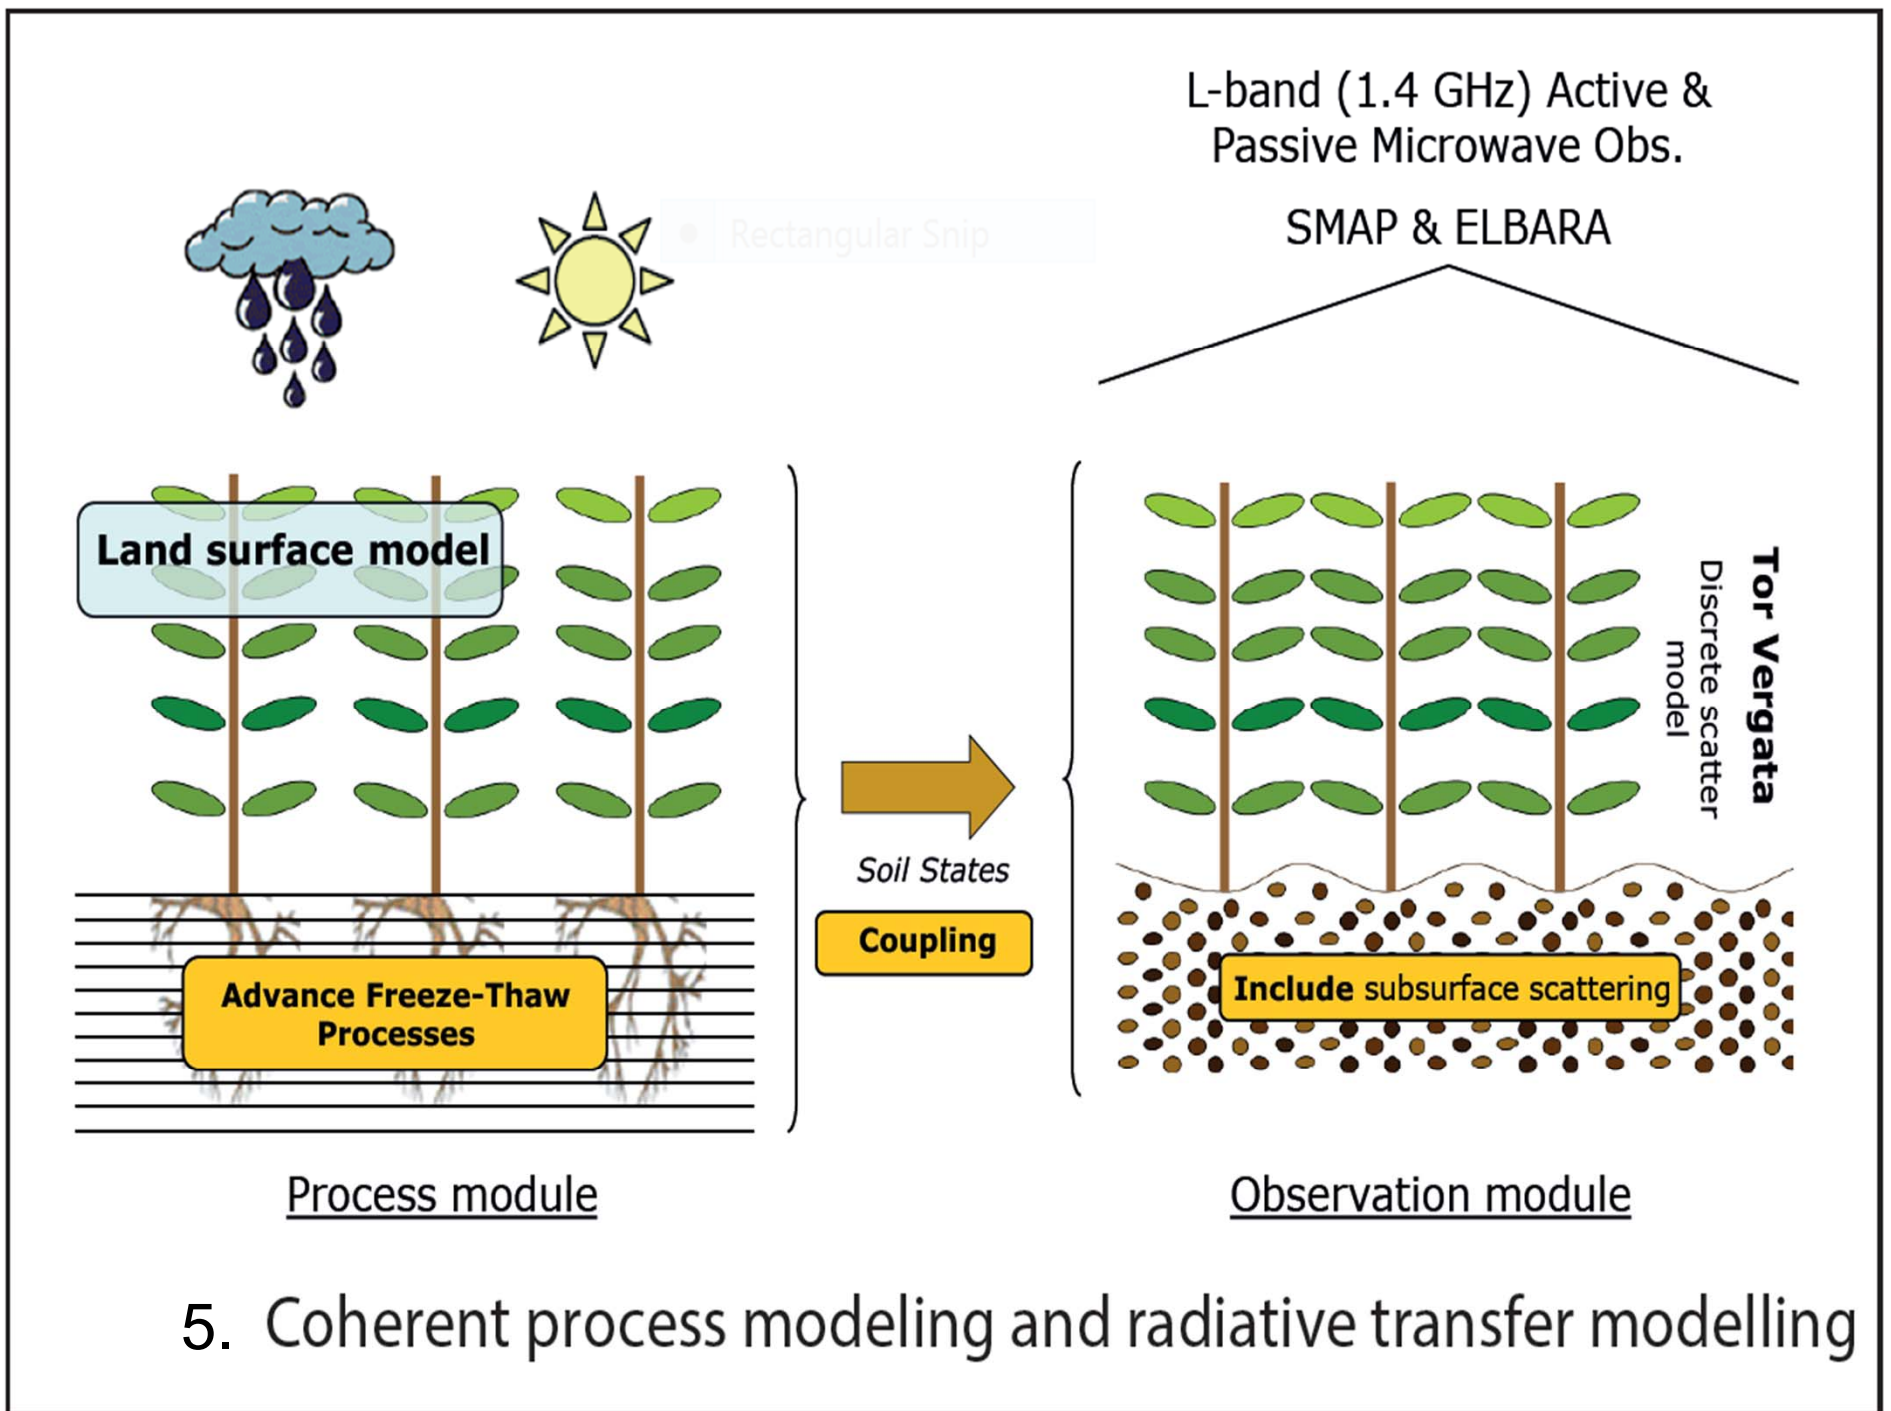 L-band (1.4 GHz) Active &
Passive Microwave Obs.
SMAP & ELBARA
Rectangular Snip
Land surface model
Tor Vergata
Discrete scatter
model
Soil States
Coupling
Advance Freeze-Thaw
Processes
Include subsurface scattering
Process module
Observation module
5. Coherent process modeling and radiative transfer modelling